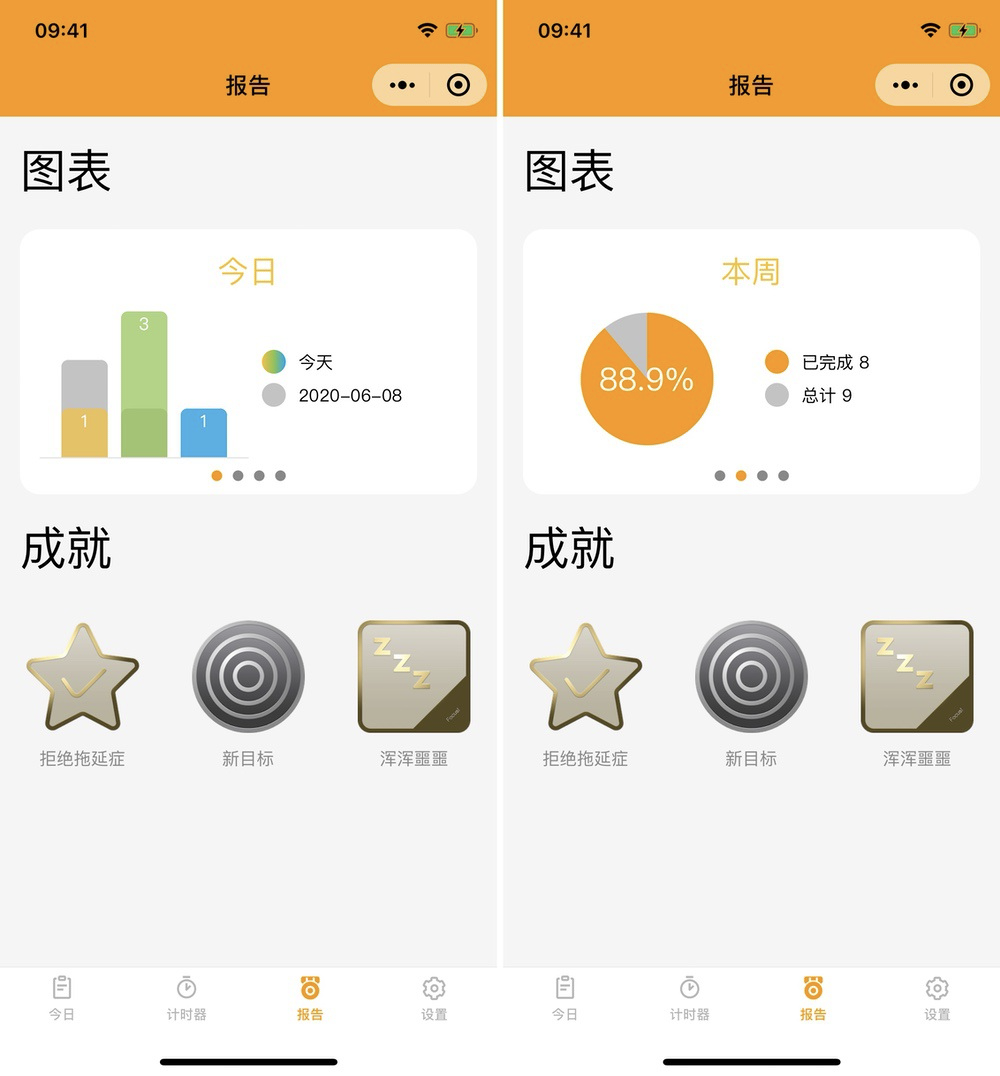 09:41
报告
图表
今日
3
1
1
今天
2020-06-08
成就
Z
Z
Z
Focus!
拒绝拖延症
新目标
浑浑噩噩
今日
计时器
报告
设置
09:41
报告
图表
本周
88.9%
已完成 8
总计 9
成就
Z
Z
Z
Focus!
拒绝拖延症
新目标
浑浑噩噩
今日
计时器
报告
设置